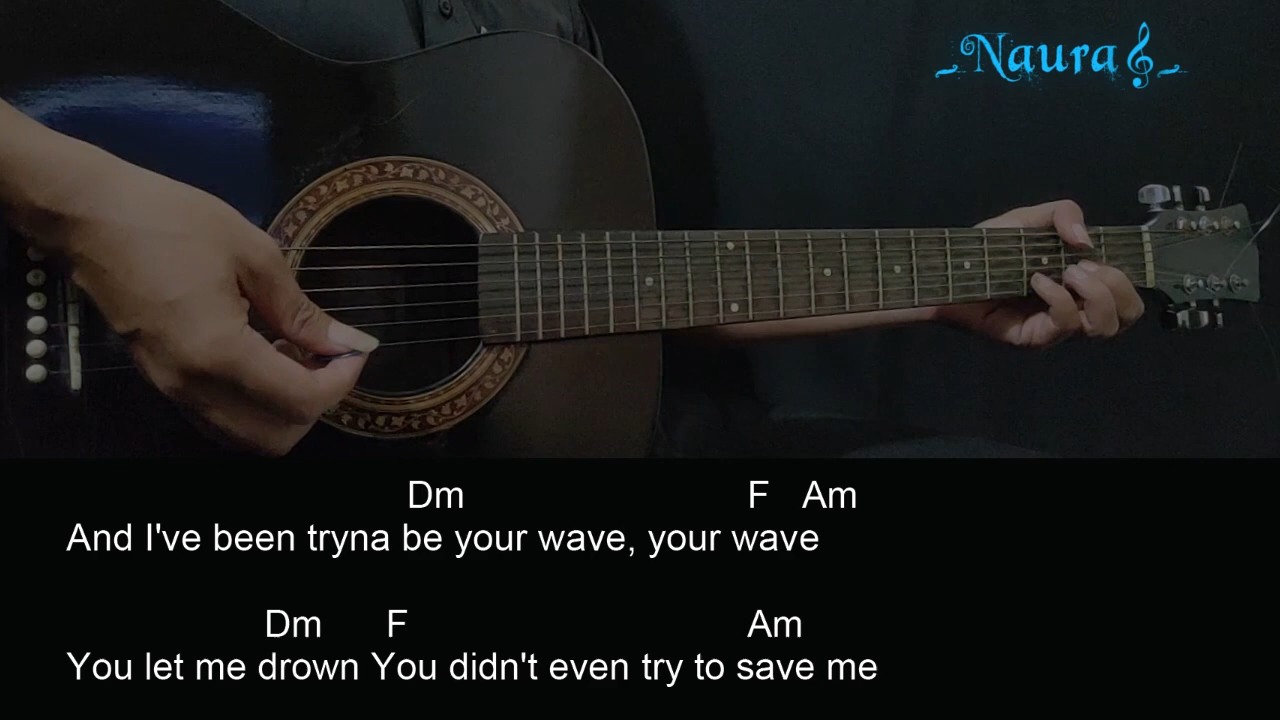 Naura
Dm F Am
And I've been tryna be your wave, your wave
Dm F Am
You let me drown You didn't even try to save me